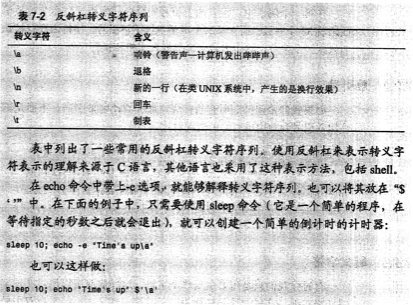 表 7-2 反斜杠转义字符序列
转义字符 含义
\a 响铃（警告声—计算机发出哔哔声）
\b 退格
\n 新的一行（在类 UNIX 系统中，产生的是换行效果）
\r 回车
\t 制表
表中列出了一些常用的反斜杠转义字符序列。使用反斜杠来表示转义字
符表示的理解来源于 C 语言，其他语言也采用了这种表示方法，包括 shell。
在 echo 命令中带上-e 选项，就能够解释转义字符序列。也可以将其放在“$
' '”中。在下面的例子中，只需要使用 sleep 命令（它是一个简单的程序，在
等待指定的秒数之后就会退出），就可以创建一个简单的倒计时的计时器：
sleep 10; echo -e "Time's up\a"
也可以这样做：
sleep 10; echo "Time's up" $'\a'